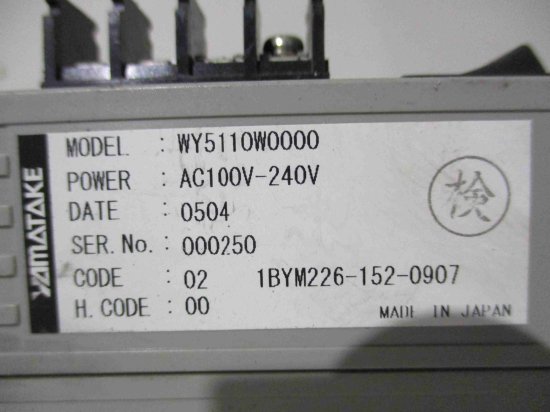 YAMATAKE
MODEL : WY5110W0000
POWER : AC100V-240V
DATE : 0504
SER. No. : 000250
CODE : 02 1BYM226-152-0907
H. CODE : 00
検
MADE IN JAPAN